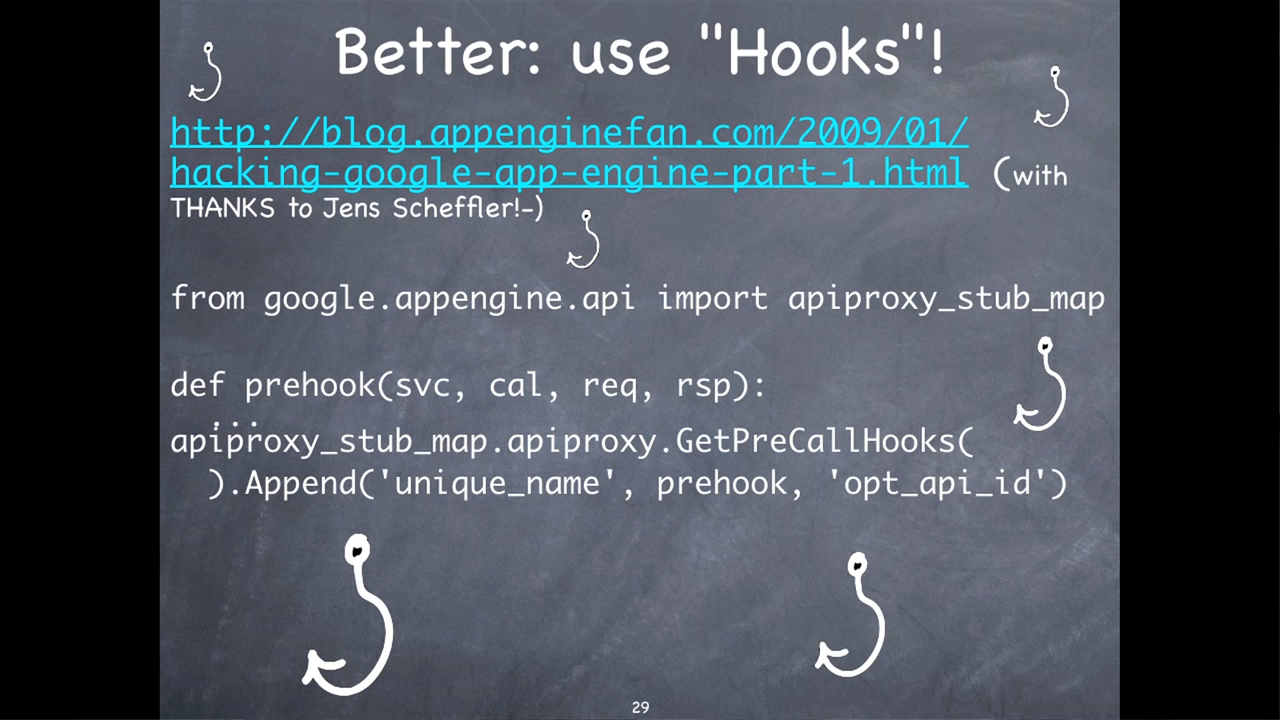 Better: use "Hooks"!
http://blog.appenginefan.com/2009/01/
hacking-google-app-engine-part-1.html (with
THANKS to Jens Scheffler!-)
from google.appengine.api import apiproxy_stub_map
def prehook(svc, cal, req, rsp):
...
apiproxy_stub_map.apiproxy.GetPreCallHooks(
).Append('unique_name', prehook, 'opt_api_id')
29